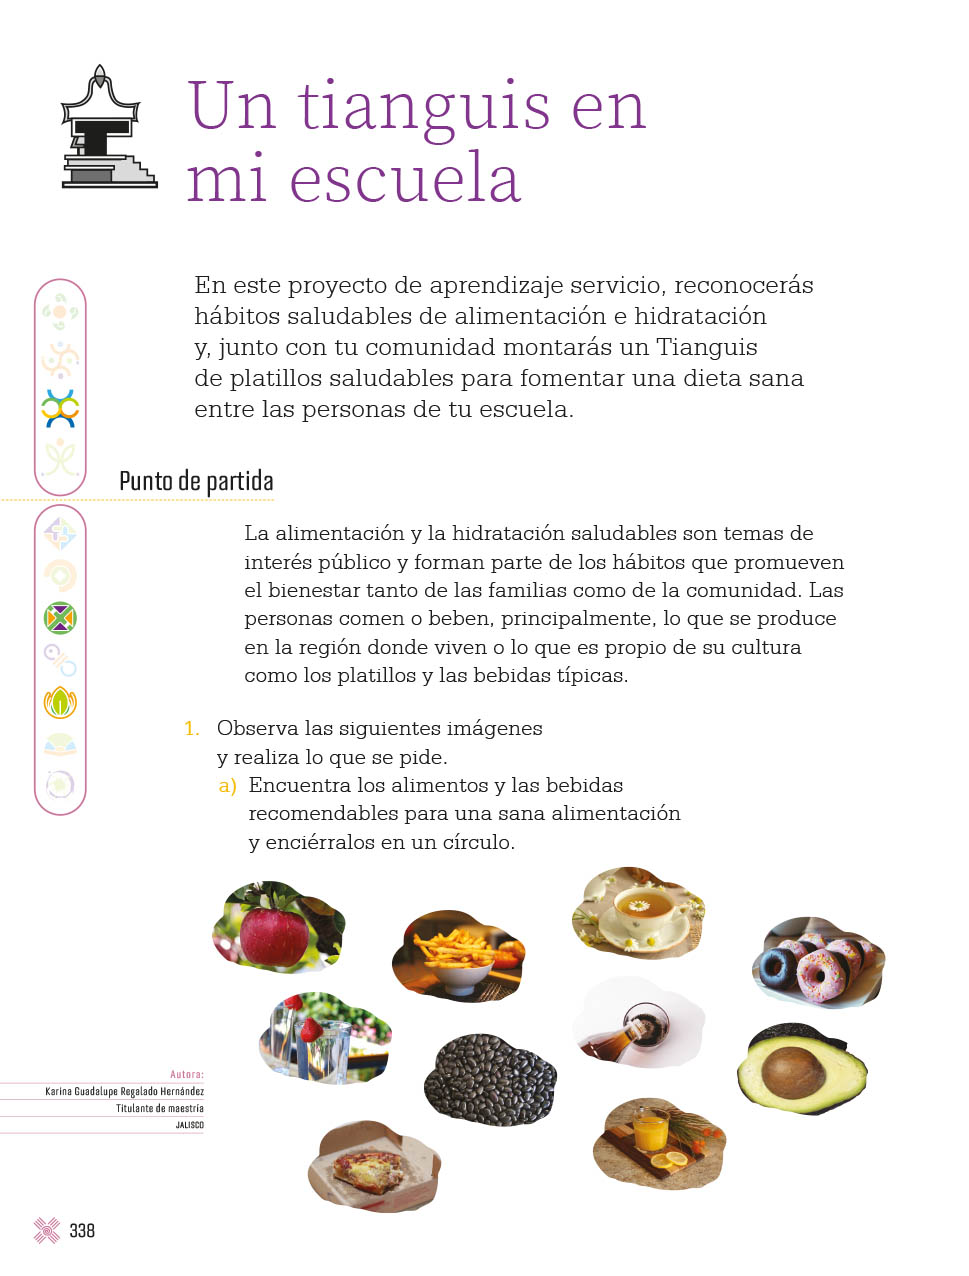 Un tianguis en
mi escuela
En este proyecto de aprendizaje servicio, reconocerás
hábitos saludables de alimentación e hidratación
y, junto con tu comunidad montarás un Tianguis
de platillos saludables para fomentar una dieta sana
entre las personas de tu escuela.
Punto de partida
La alimentación y la hidratación saludables son temas de
interés público y forman parte de los hábitos que promueven
el bienestar tanto de las familias como de la comunidad. Las
personas comen o beben, principalmente, lo que se produce
en la región donde viven o lo que es propio de su cultura
como los platillos y las bebidas típicas.
1. Observa las siguientes imágenes
y realiza lo que se pide.
a) Encuentra los alimentos y las bebidas
recomendables para una sana alimentación
y enciérralos en un círculo.
Autora:
Karina Guadalupe Regalado Hernández
Titulante de maestría
JALISCO
338